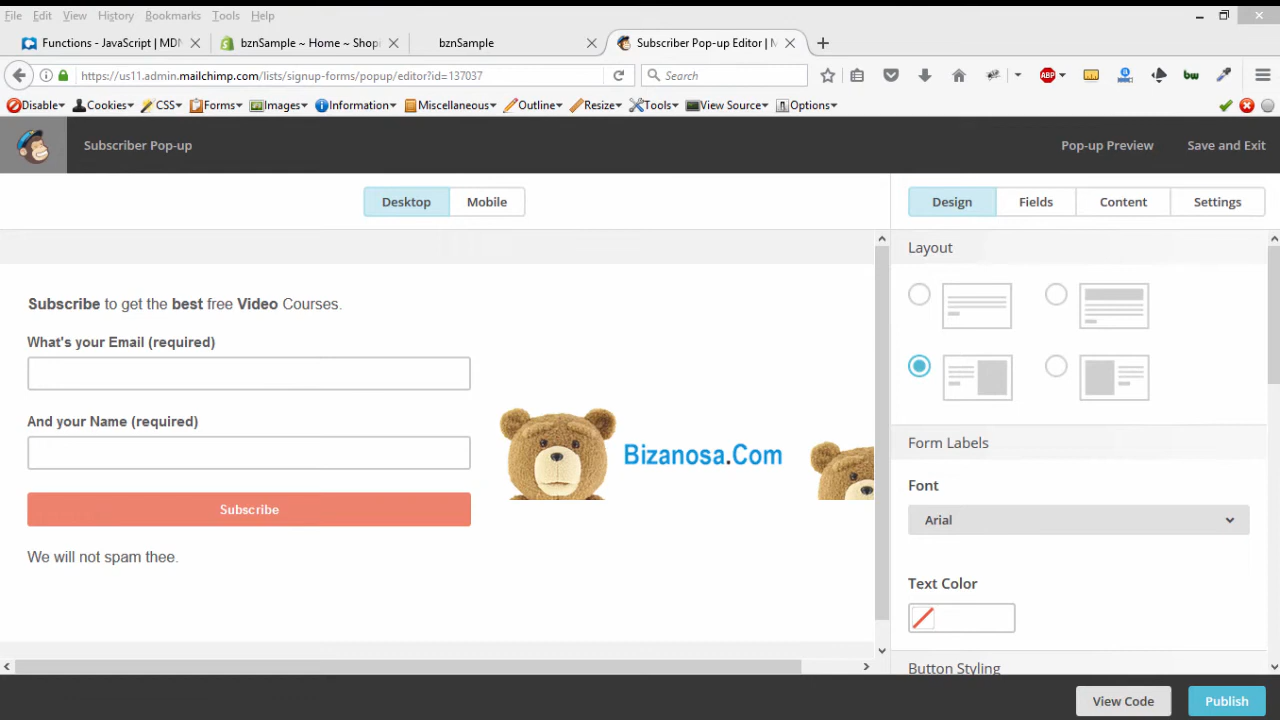 File Edit View History Bookmarks Tools Help
Functions - JavaScript | MDN
bznSample ~ Home ~ Shopi
bznSample
Subscriber Pop-up Editor | M
https://us11.admin.mailchimp.com/lists/signup-forms/popup/editor?id=137037
Search
ABP
bw
Disable Cookies CSS Forms Images Information Miscellaneous Outline Resize Tools View Source Options
Subscriber Pop-up
Pop-up Preview
Save and Exit
Desktop Mobile
Design Fields Content Settings
Layout
Subscribe to get the best free Video Courses.
What's your Email (required)
And your Name (required)
Bizanosa.Com
Subscribe
We will not spam thee.
Form Labels
Font
Arial
Text Color
Button Styling
View Code
Publish